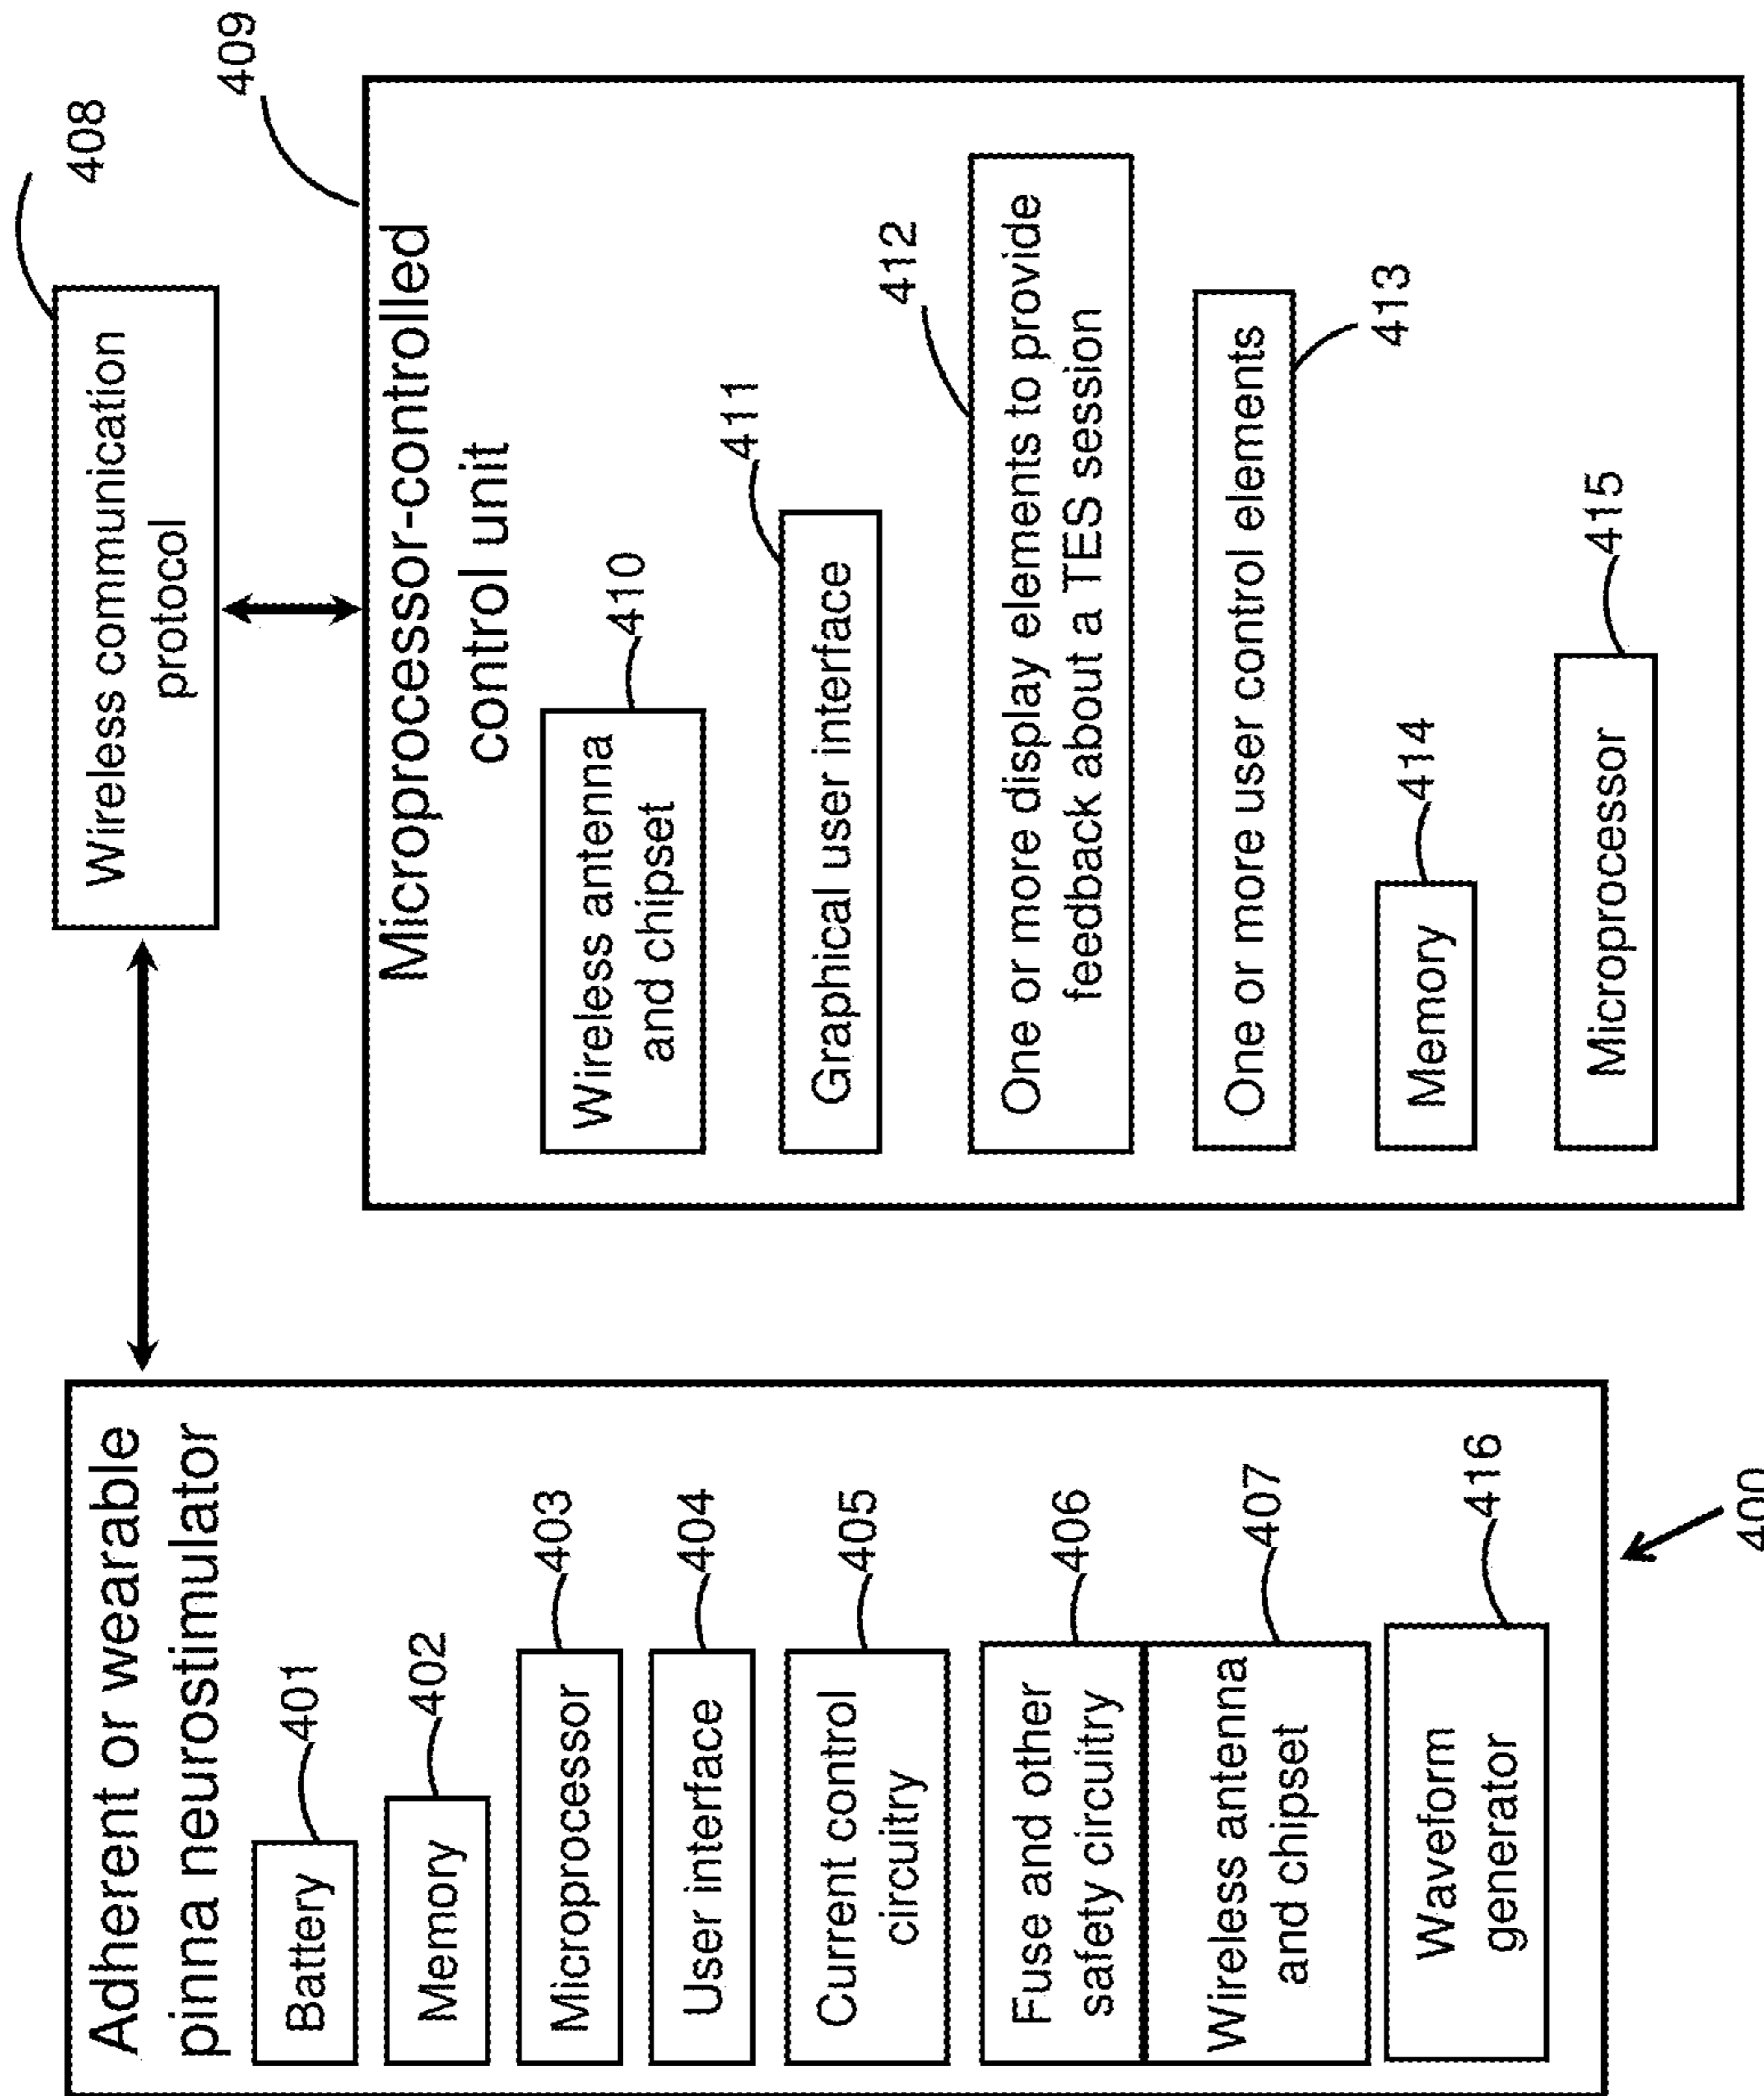 Adherent or wearable
pinna neurostimulator
Battery
401
Memory
402
Microprocessor
403
User interface
404
Current control
circuitry
405
Fuse and other
safety circuitry
406
Wireless antenna
and chipset
407
Waveform
generator
416
400
Wireless communication
protocol
408
409
Microprocessor-controlled
control unit
Wireless antenna
and chipset
410
Graphical user interface
411
One or more display elements to provide
feedback about a TES session
412
One or more user control elements
413
Memory
414
Microprocessor
415